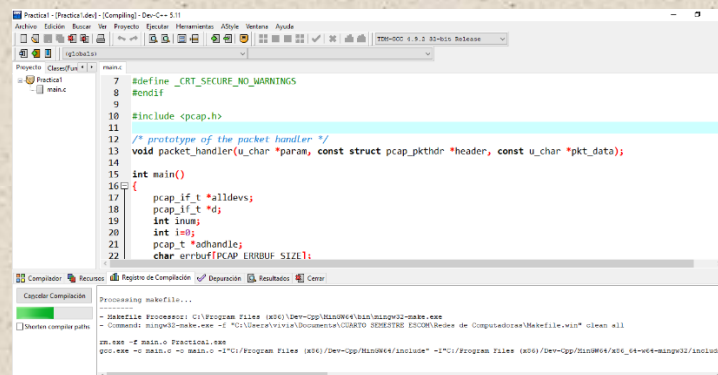 Practica1 - [Practica1.dev] - [Compiling] - Dev-C++ 5.11
Archivo Edición Buscar Ver Proyecto Ejecutar Herramientas AStyle Ventana Ayuda
TDM-GCC 4.9.2 32-bit Release
(globals)
Proyecto Clases(Fun
main.c
Practica1
main.c
7 #define _CRT_SECURE_NO_WARNINGS
8 #endif
9
10 #include <pcap.h>
11
12 /* prototype of the packet handler */
13 void packet_handler(u_char *param, const struct pcap_pkthdr *header, const u_char *pkt_data);
14
15 int main()
16 {
17 pcap_if_t *alldevs;
18 pcap_if_t *d;
19 int inum;
20 int i=0;
21 pcap_t *adhandle;
22 char errbuf[PCAP_ERRBUF_SIZE];
Compilador Recursos Registro de Compilación Depuración Resultados Cerrar
Cancelar Compilación
Shorten compiler paths
Processing makefile...
--------
- Makefile Processor: C:\Program Files (x86)\Dev-Cpp\MinGW64\bin\mingw32-make.exe
- Command: mingw32-make.exe -f "C:\Users\vivis\Documents\CUARTO SEMESTRE ESCOM\Redes de Computadoras\Makefile.win" clean all
rm.exe -f main.o Practica1.exe
gcc.exe -c main.c -o main.o -I"C:/Program Files (x86)/Dev-Cpp/MinGW64/include" -I"C:/Program Files (x86)/Dev-Cpp/MinGW64/x86_64-w64-mingw32/includ